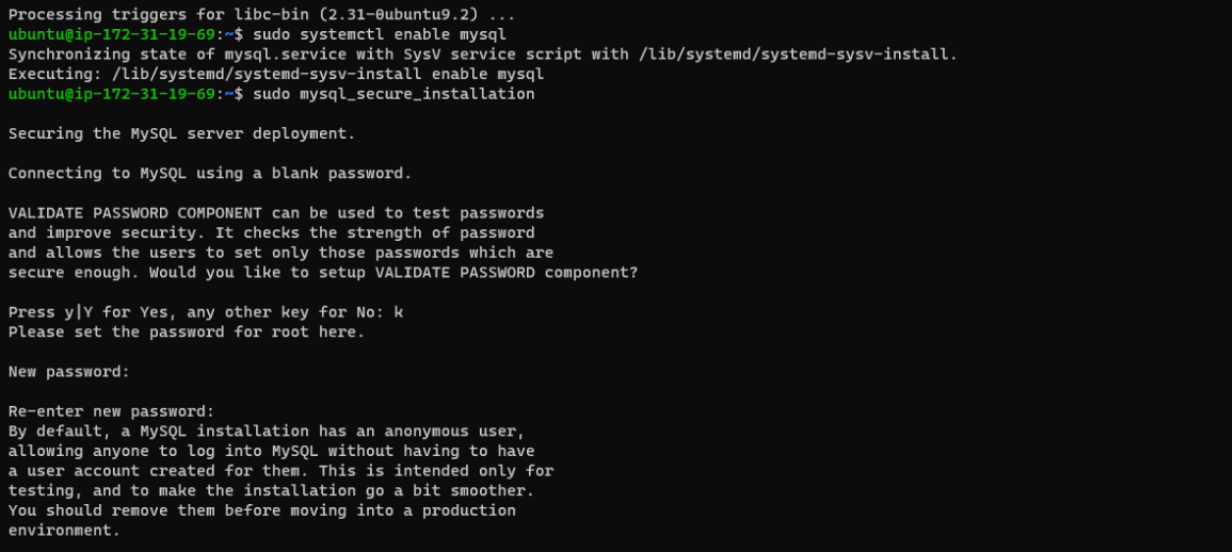 Processing triggers for libc-bin (2.31-0ubuntu9.2) ...
ubuntu@ip-172-31-19-69:~$ sudo systemctl enable mysql
Synchronizing state of mysql.service with SysV service script with /lib/systemd/systemd-sysv-install.
Executing: /lib/systemd/systemd-sysv-install enable mysql
ubuntu@ip-172-31-19-69:~$ sudo mysql_secure_installation
Securing the MySQL server deployment.
Connecting to MySQL using a blank password.
VALIDATE PASSWORD COMPONENT can be used to test passwords
and improve security. It checks the strength of password
and allows the users to set only those passwords which are
secure enough. Would you like to setup VALIDATE PASSWORD component?
Press y|Y for Yes, any other key for No: k
Please set the password for root here.
New password:
Re-enter new password:
By default, a MySQL installation has an anonymous user,
allowing anyone to log into MySQL without having to have
a user account created for them. This is intended only for
testing, and to make the installation go a bit smoother.
You should remove them before moving into a production
environment.